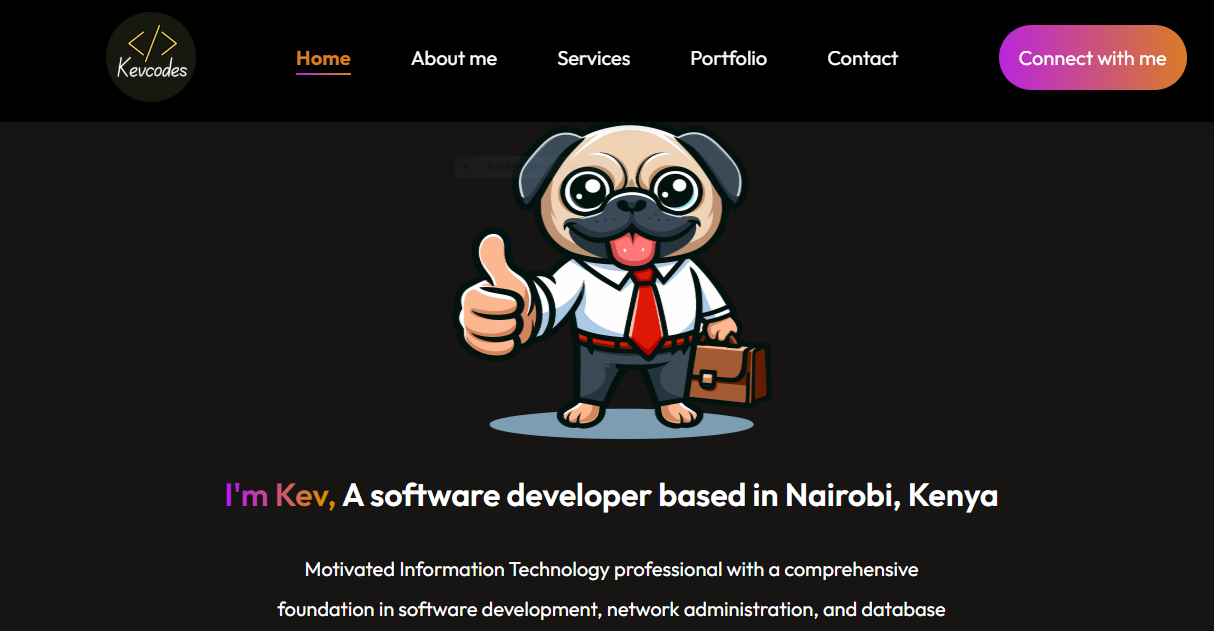 </>
Kevcodes
Home
About me
Services
Portfolio
Contact
Connect with me
I'm Kev, A software developer based in Nairobi, Kenya
Motivated Information Technology professional with a comprehensive
foundation in software development, network administration, and database